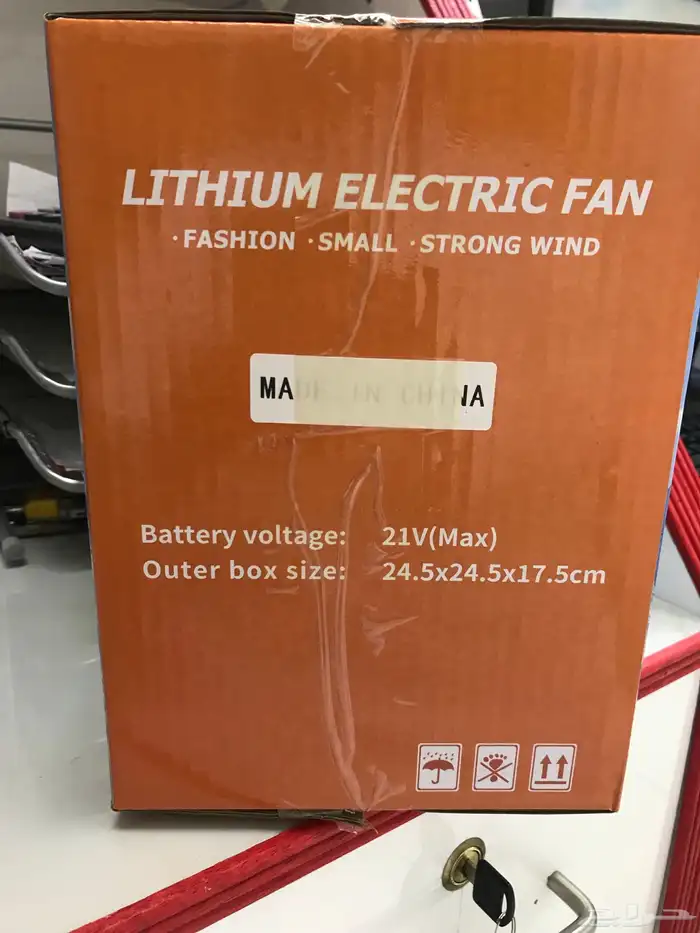 LITHIUM ELECTRIC FAN
·FASHION ·SMALL ·STRONG WIND
MADE IN CHINA
Battery voltage: 21V(Max)
Outer box size: 24.5x24.5x17.5cm
حراج